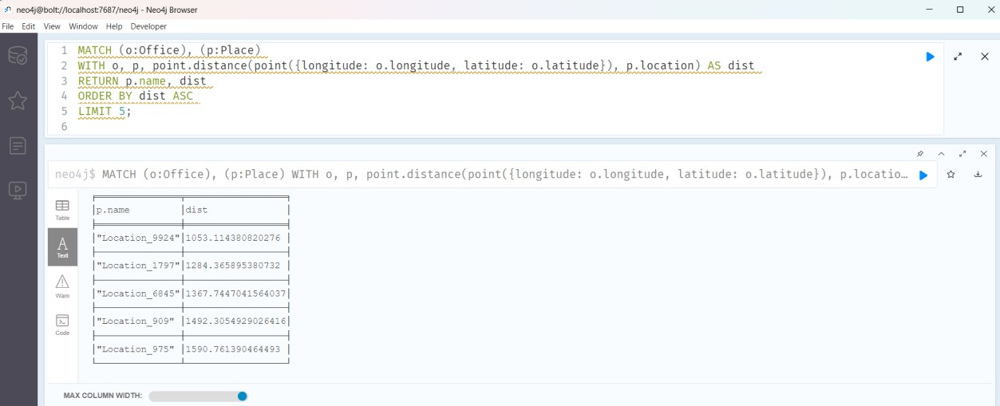 neo4j@bolt://localhost:7687/neo4j - Neo4j Browser
File Edit View Window Help Developer
1 MATCH (o:Office), (p:Place)
2 WITH o, p, point.distance(point({longitude: o.longitude, latitude: o.latitude}), p.location) AS dist
3 RETURN p.name, dist
4 ORDER BY dist ASC
5 LIMIT 5;
6
neo4j$ MATCH (o:Office), (p:Place) WITH o, p, point.distance(point({longitude: o.longitude, latitude: o.latitude}), p.locatio…
Table
Text
Warn
Code
p.name dist
"Location_9924" 1053.114380820276
"Location_1797" 1284.365895380732
"Location_6845" 1367.7447041564037
"Location_909" 1492.3054929026416
"Location_975" 1590.761390464493
MAX COLUMN WIDTH: